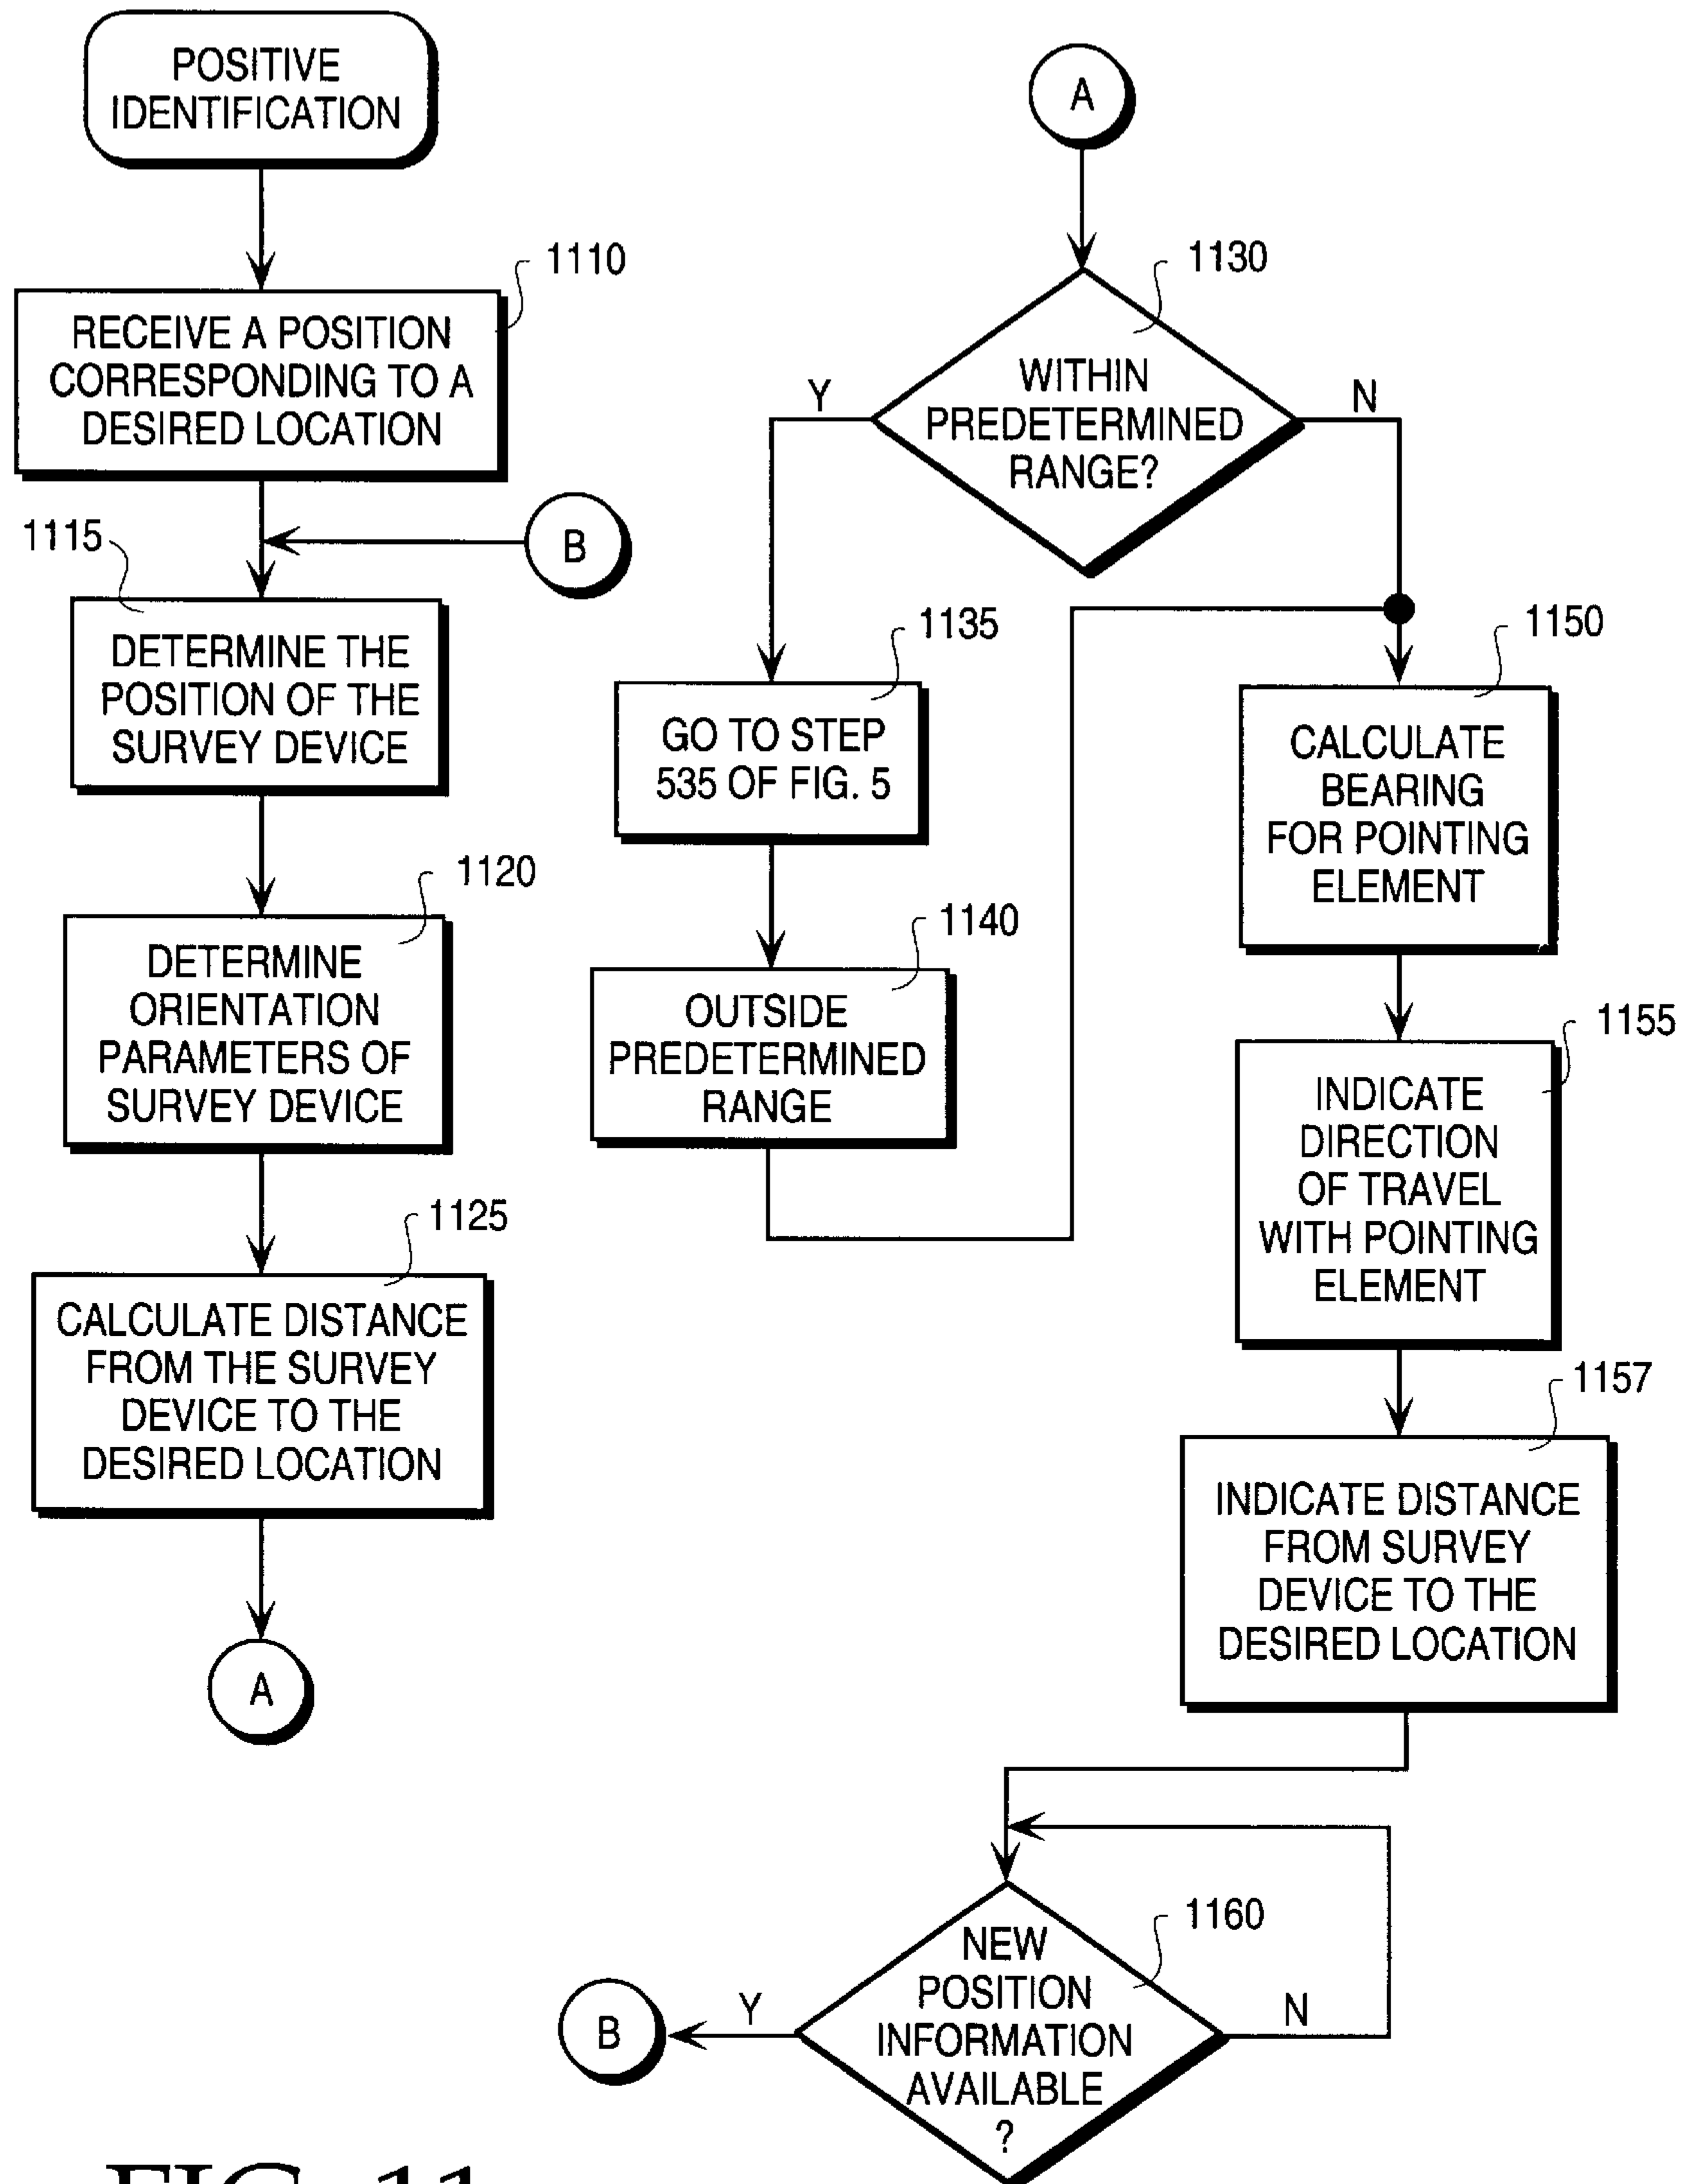 POSITIVE
IDENTIFICATION
1110
RECEIVE A POSITION
CORRESPONDING TO A
DESIRED LOCATION
B
1115
DETERMINE THE
POSITION OF THE
SURVEY DEVICE
1120
DETERMINE
ORIENTATION
PARAMETERS OF
SURVEY DEVICE
1125
CALCULATE DISTANCE
FROM THE SURVEY
DEVICE TO THE
DESIRED LOCATION
A
A
1130
WITHIN
PREDETERMINED
RANGE?
Y
N
1135
GO TO STEP
535 OF FIG. 5
1140
OUTSIDE
PREDETERMINED
RANGE
1150
CALCULATE
BEARING
FOR POINTING
ELEMENT
1155
INDICATE
DIRECTION
OF TRAVEL
WITH POINTING
ELEMENT
1157
INDICATE DISTANCE
FROM SURVEY
DEVICE TO THE
DESIRED LOCATION
1160
NEW
POSITION
INFORMATION
AVAILABLE
?
Y
N
B
FIG. 11